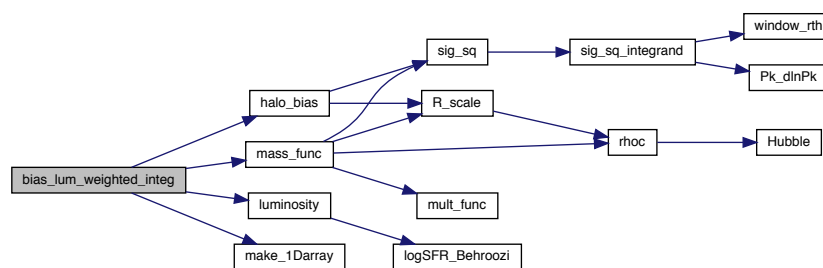 window_rth
sig_sq
sig_sq_integrand
Pk_dlnPk
halo_bias
R_scale
rhoc
Hubble
mass_func
bias_lum_weighted_integ
luminosity
mult_func
make_1Darray
logSFR_Behroozi